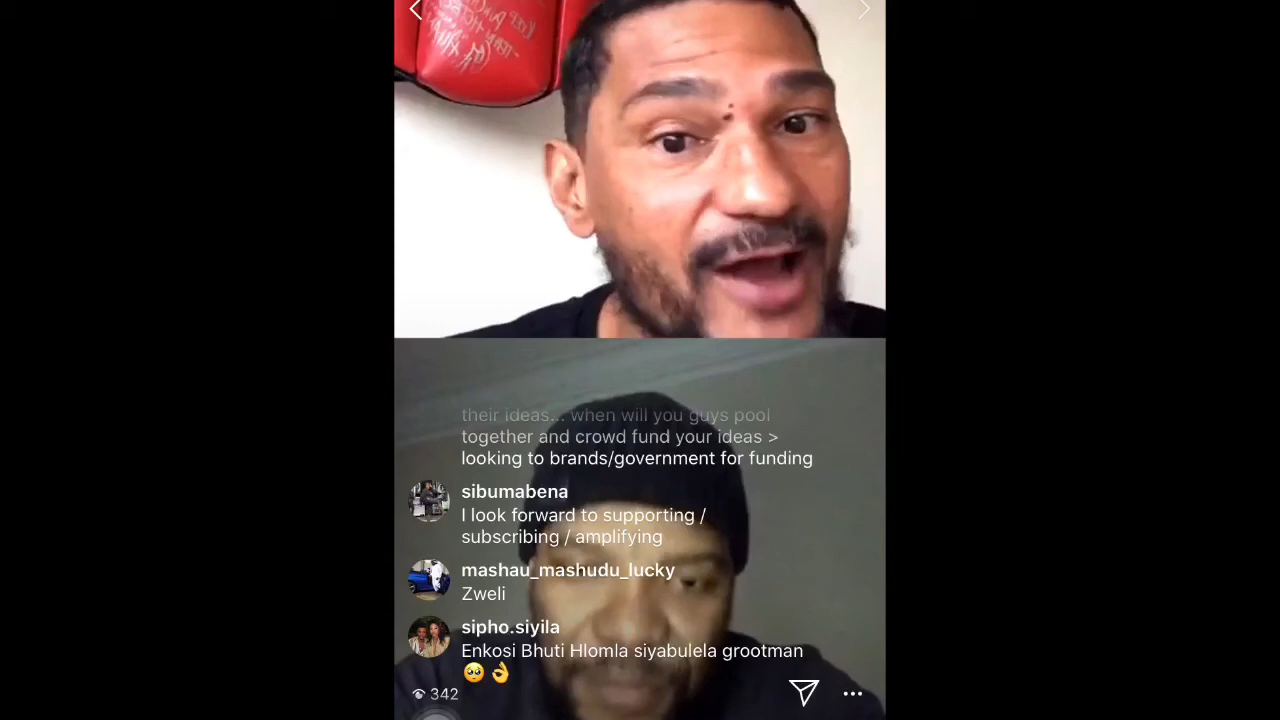 their ideas... when will you guys pool
together and crowd fund your ideas >
looking to brands/government for funding
sibumabena
I look forward to supporting /
subscribing / amplifying
mashau_mashudu_lucky
Zweli
sipho.siyila
Enkosi Bhuti Hlomla siyabulela grootman
🥺👌
342